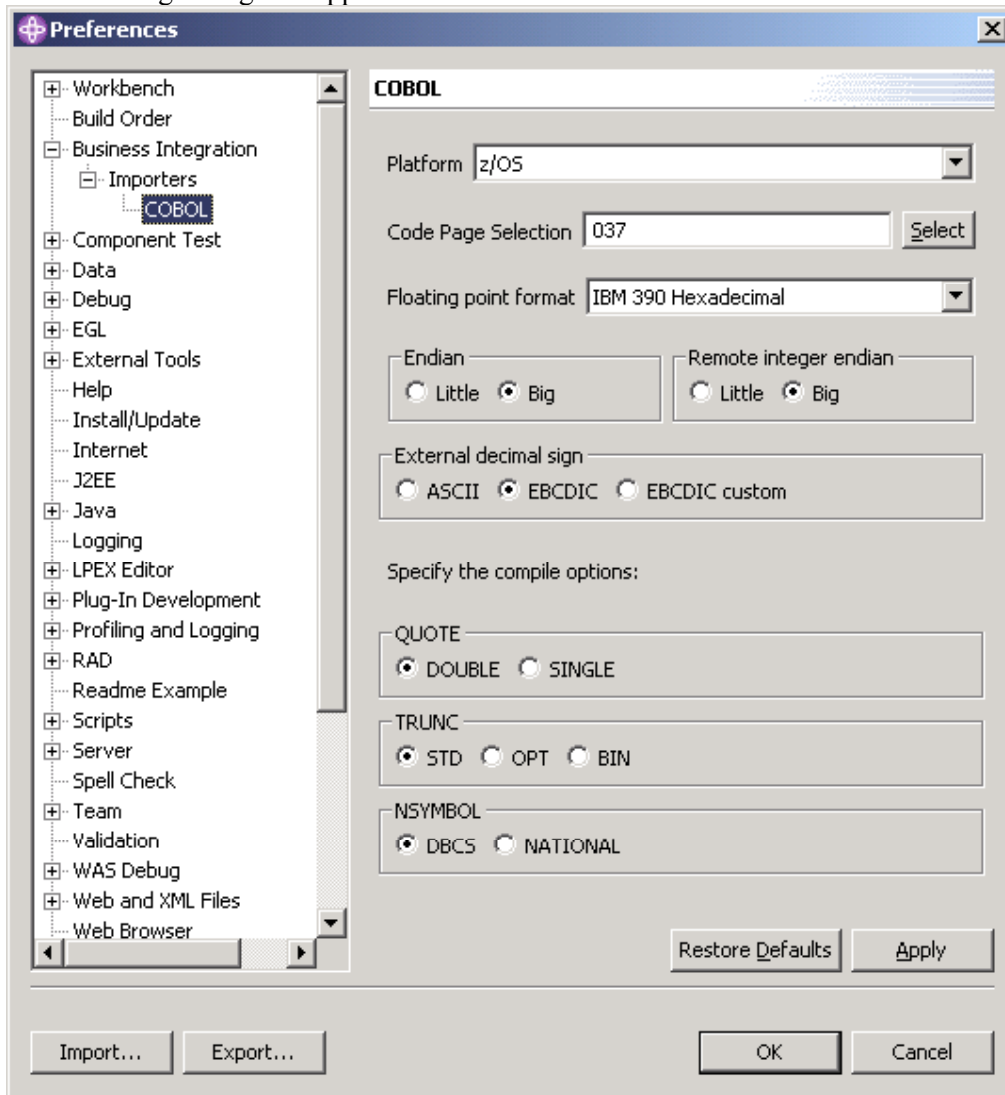 Preferences
Workbench
Build Order
Business Integration
Importers
COBOL
Component Test
Data
Debug
EGL
External Tools
Help
Install/Update
Internet
J2EE
Java
Logging
LPEX Editor
Plug-In Development
Profiling and Logging
RAD
Readme Example
Scripts
Server
Spell Check
Team
Validation
WAS Debug
Web and XML Files
Web Browser
COBOL
Platform z/OS
Code Page Selection 037 Select
Floating point format IBM 390 Hexadecimal
Endian Remote integer endian
Little Big Little Big
External decimal sign
ASCII EBCDIC EBCDIC custom
Specify the compile options:
QUOTE
DOUBLE SINGLE
TRUNC
STD OPT BIN
NSYMBOL
DBCS NATIONAL
Restore Defaults Apply
Import... Export... OK Cancel